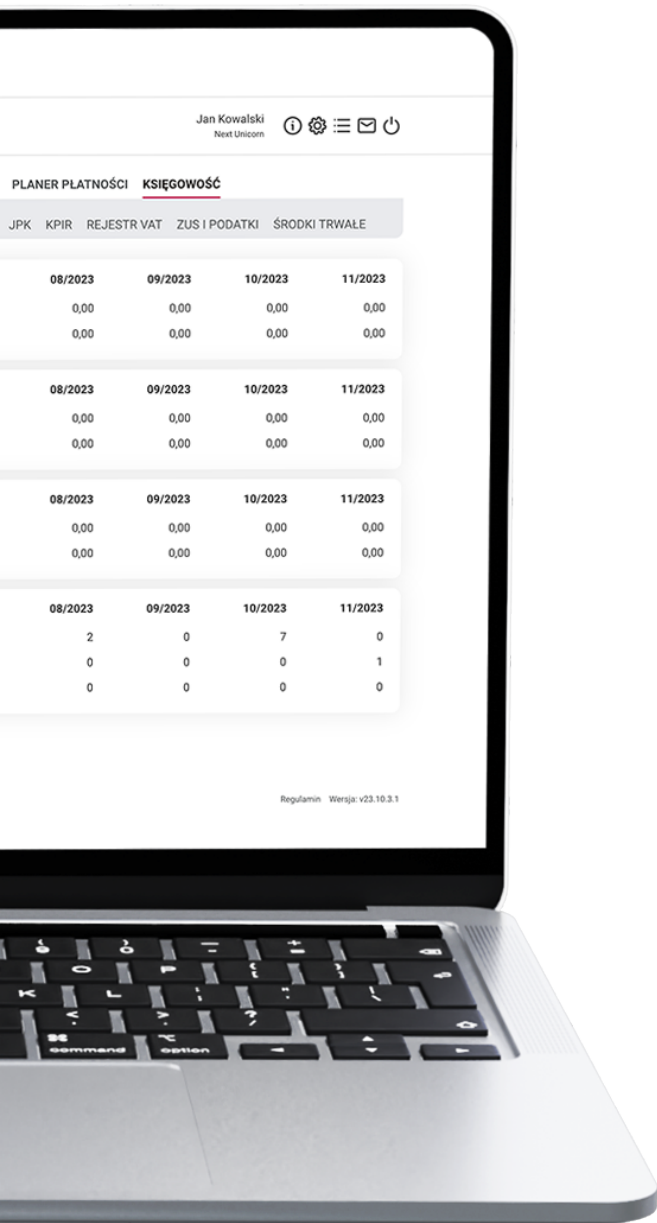 Jan Kowalski
Next Unicorn
PLANER PŁATNOŚCI KSIĘGOWOŚĆ
JPK KPIR REJESTR VAT ZUS I PODATKI ŚRODKI TRWAŁE
08/2023 09/2023 10/2023 11/2023
0,00 0,00 0,00 0,00
0,00 0,00 0,00 0,00
08/2023 09/2023 10/2023 11/2023
0,00 0,00 0,00 0,00
0,00 0,00 0,00 0,00
08/2023 09/2023 10/2023 11/2023
0,00 0,00 0,00 0,00
0,00 0,00 0,00 0,00
08/2023 09/2023 10/2023 11/2023
2 0 7 0
0 0 0 1
0 0 0 0
Regulamin Wersja: v23.10.3.1
O P
K L
command option